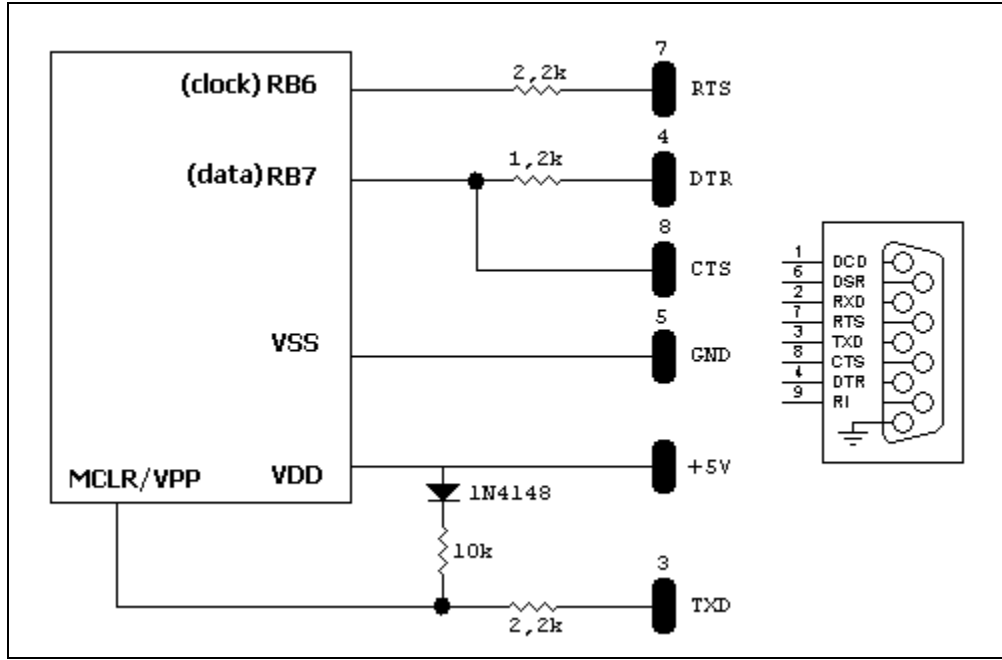 7
(clock) RB6
2,2k
RTS
4
(data) RB7
1,2k
DTR
8
CTS
5
VSS
GND
MCLR/VPP
VDD
+5V
1N4148
10k
3
TXD
2,2k
1 DCD
6 DSR
2 RXD
7 RTS
3 TXD
8 CTS
4 DTR
9 RI